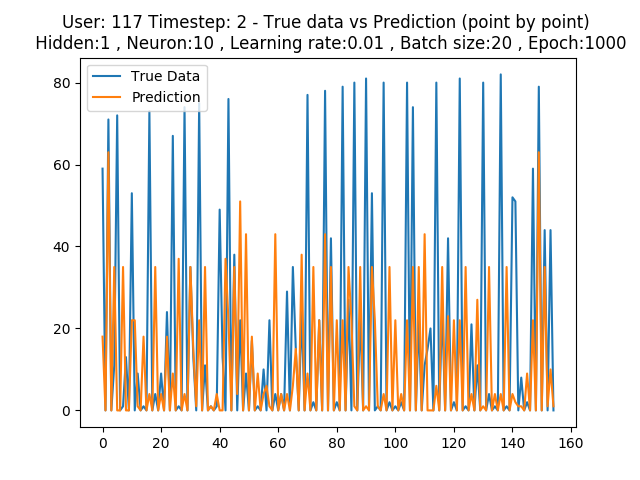 User: 117 Timestep: 2 - True data vs Prediction (point by point)
Hidden:1 , Neuron:10 , Learning rate:0.01 , Batch size:20 , Epoch:1000
True Data
Prediction
80
60
40
20
0
0 20 40 60 80 100 120 140 160